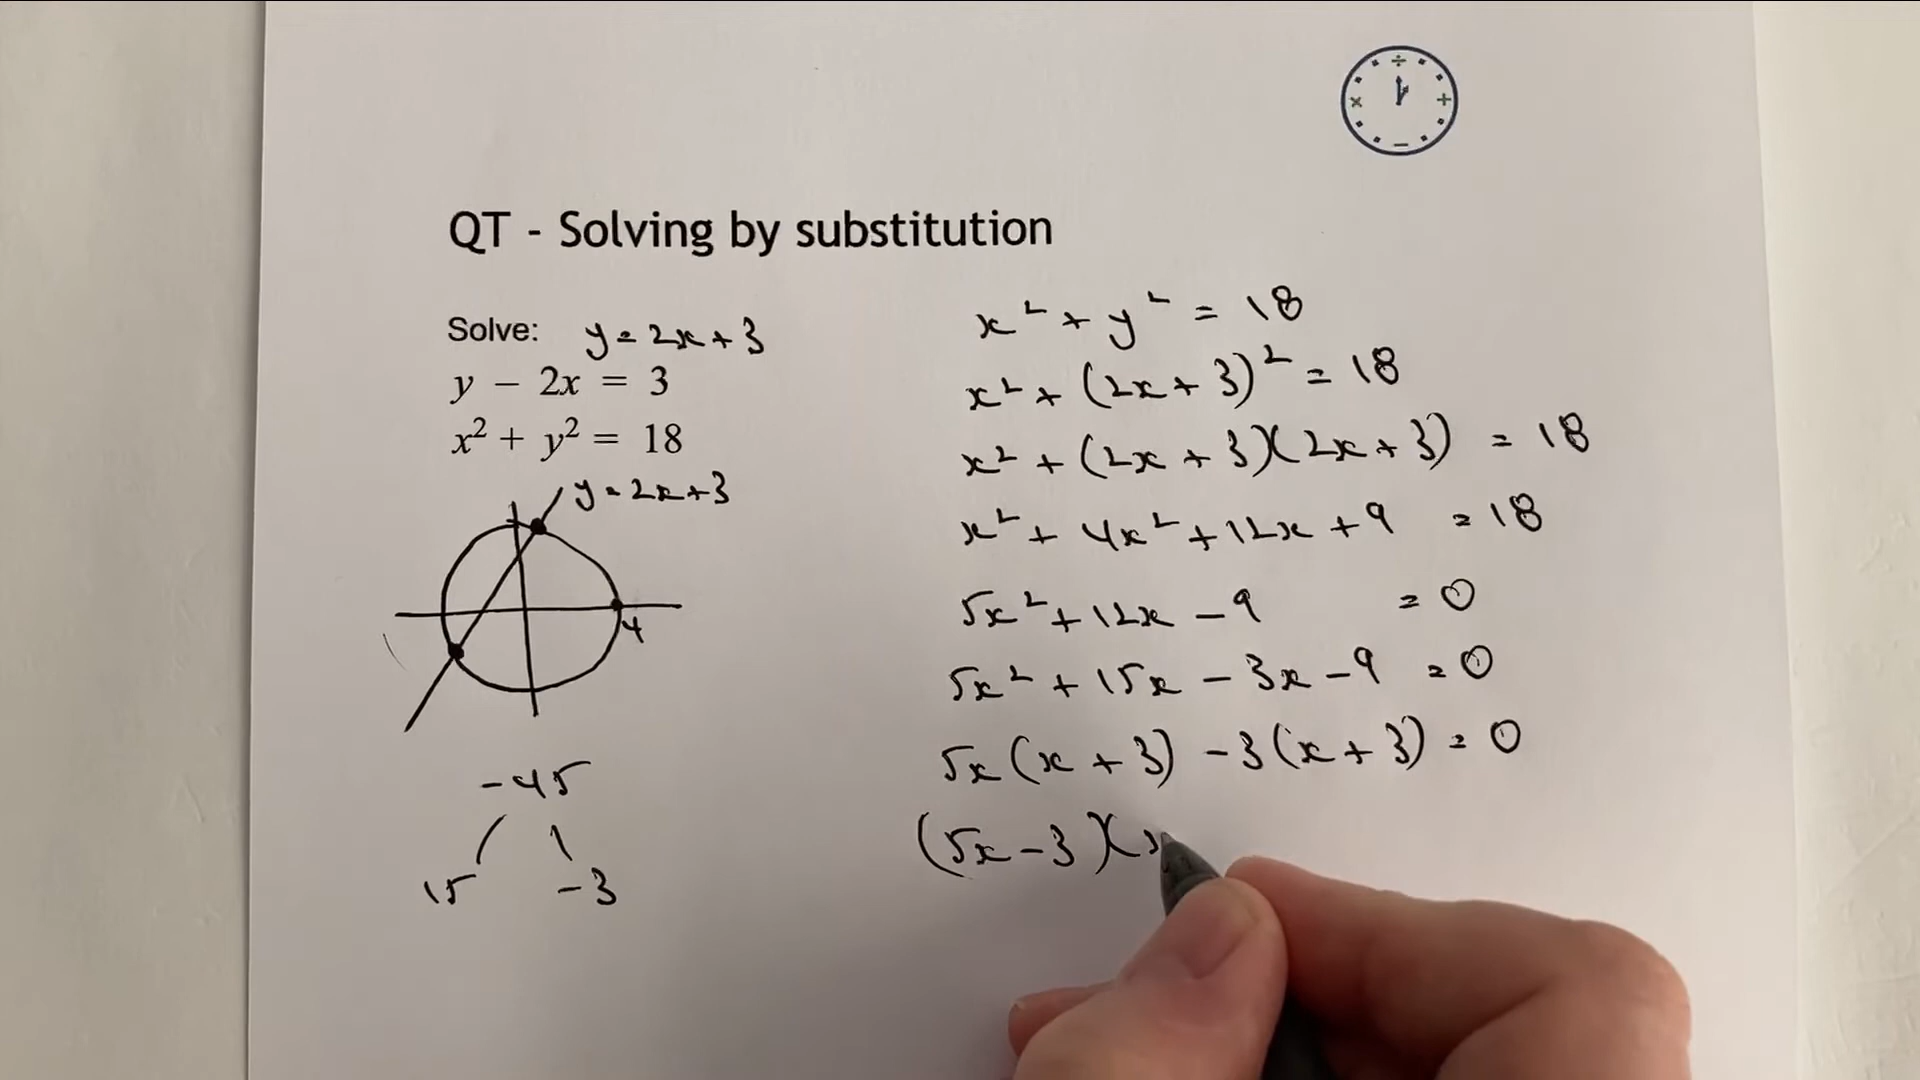 QT - Solving by substitution
Solve: y = 2x + 3
y − 2x = 3
x² + y² = 18
y = 2x + 3
4
-45
15 -3
x² + y² = 18
x² + (2x + 3)² = 18
x² + (2x + 3)(2x + 3) = 18
x² + 4x² + 12x + 9 = 18
5x² + 12x - 9 = 0
5x² + 15x - 3x - 9 = 0
5x(x + 3) - 3(x + 3) = 0
(5x - 3)(x
÷
× +
−